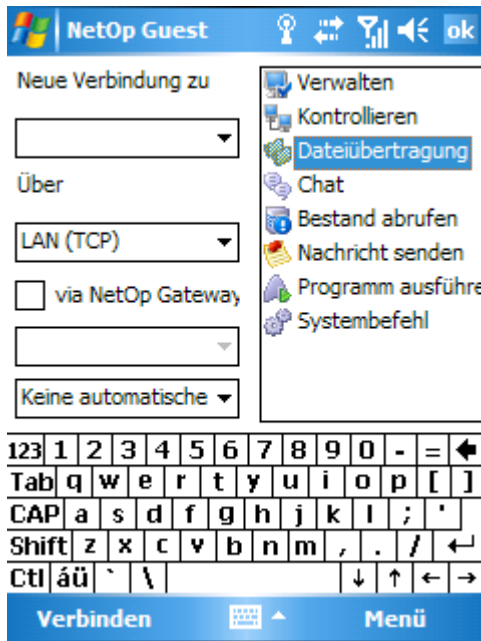 NetOp Guest ok
Neue Verbindung zu
Über
LAN (TCP)
via NetOp Gateway
Keine automatische
Verwalten
Kontrollieren
Dateiübertragung
Chat
Bestand abrufen
Nachricht senden
Programm ausführe
Systembefehl
123 1 2 3 4 5 6 7 8 9 0 - =
Tab q w e r t y u i o p [ ]
CAP a s d f g h j k l ; '
Shift z x c v b n m , . /
Ctl áü ` \
Verbinden Menü